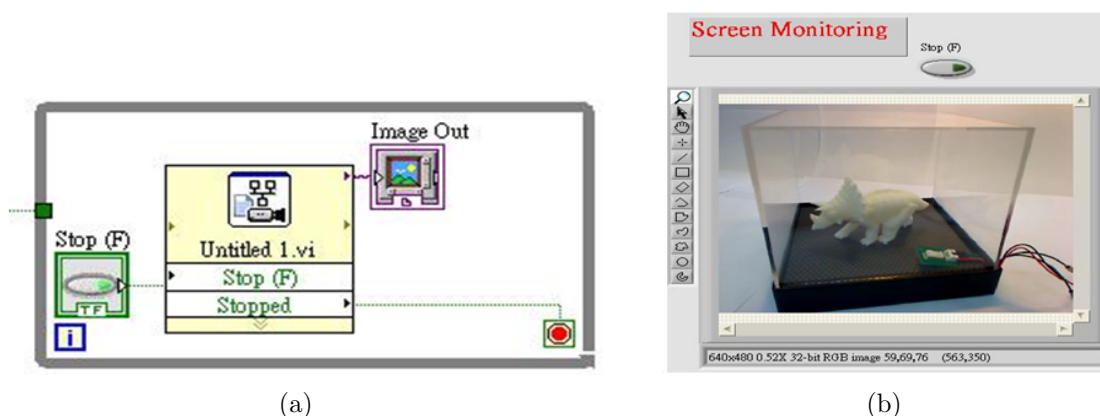 Image Out
Stop (F)
TF
Untitled 1.vi
Stop (F)
Stopped
i
(a)
Screen Monitoring
Stop (F)
640x480 0.52X 32-bit RGB image 59,69,76 (563,350)
(b)